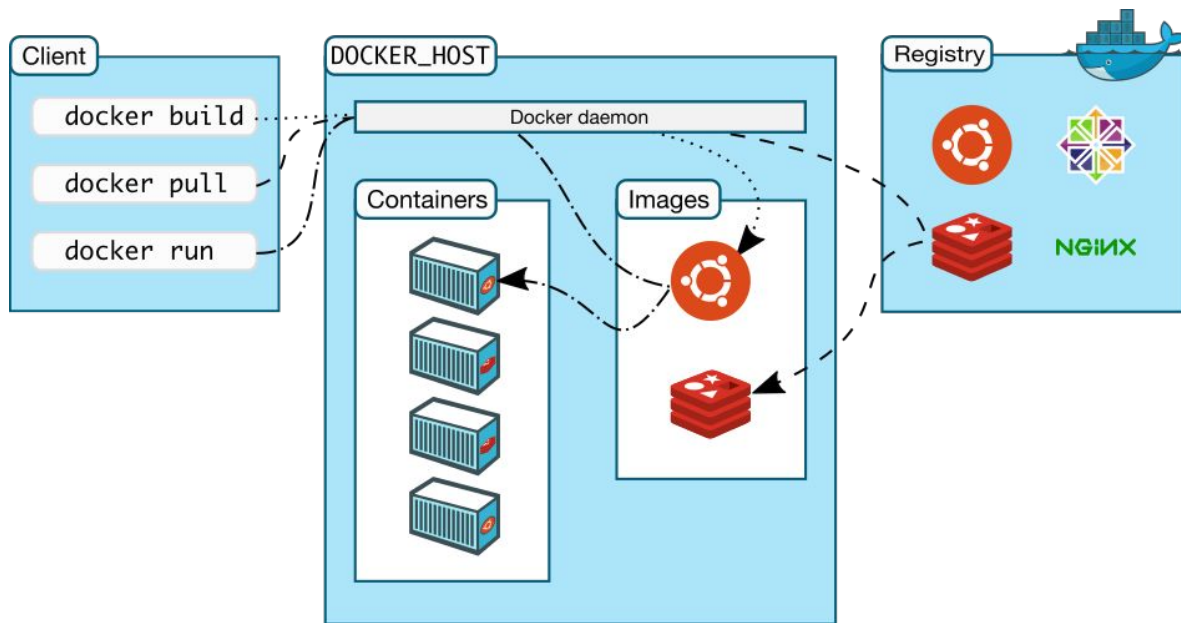 Client
docker build
docker pull
docker run
DOCKER_HOST
Docker daemon
Containers
Images
Registry
NGiNX